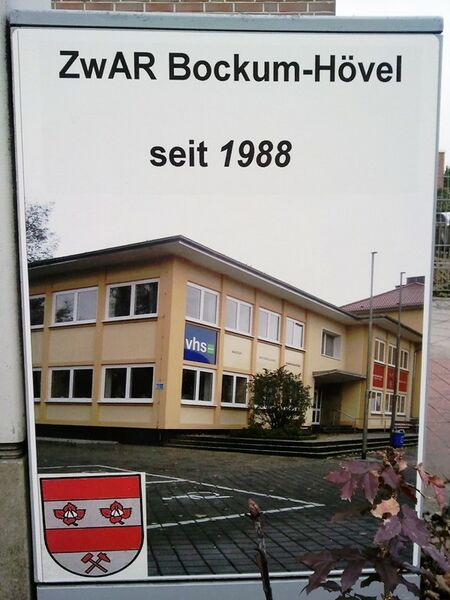 ZwAR Bockum-Hövel
seit 1988
vhs